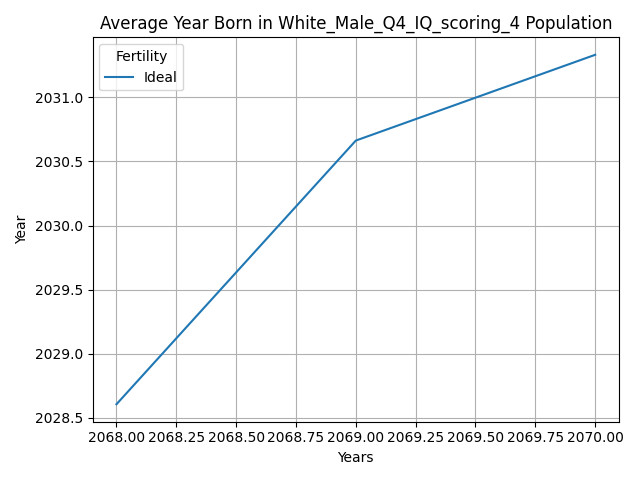 Average Year Born in White_Male_Q4_IQ_scoring_4 Population
Fertility
Ideal
Year
2031.0
2030.5
2030.0
2029.5
2029.0
2028.5
2068.00 2068.25 2068.50 2068.75 2069.00 2069.25 2069.50 2069.75 2070.00
Years